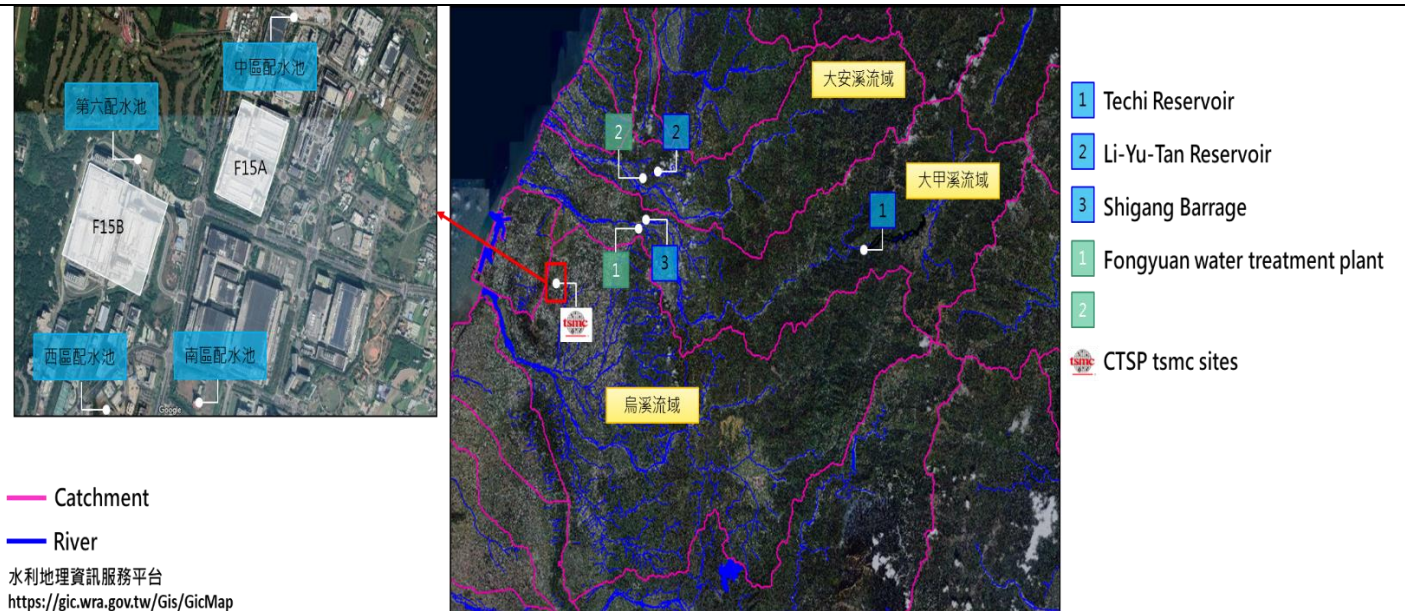 中區配水池
第六配水池
F15A
F15B
西區配水池
南區配水池
Google
Catchment
River
水利地理資訊服務平台
https://gic.wra.gov.tw/Gis/GicMap
大安溪流域
2
2
大甲溪流域
1
1
3
tsmc
烏溪流域
1 Techi Reservoir
2 Li-Yu-Tan Reservoir
3 Shigang Barrage
1 Fongyuan water treatment plant
2
tsmc CTSP tsmc sites